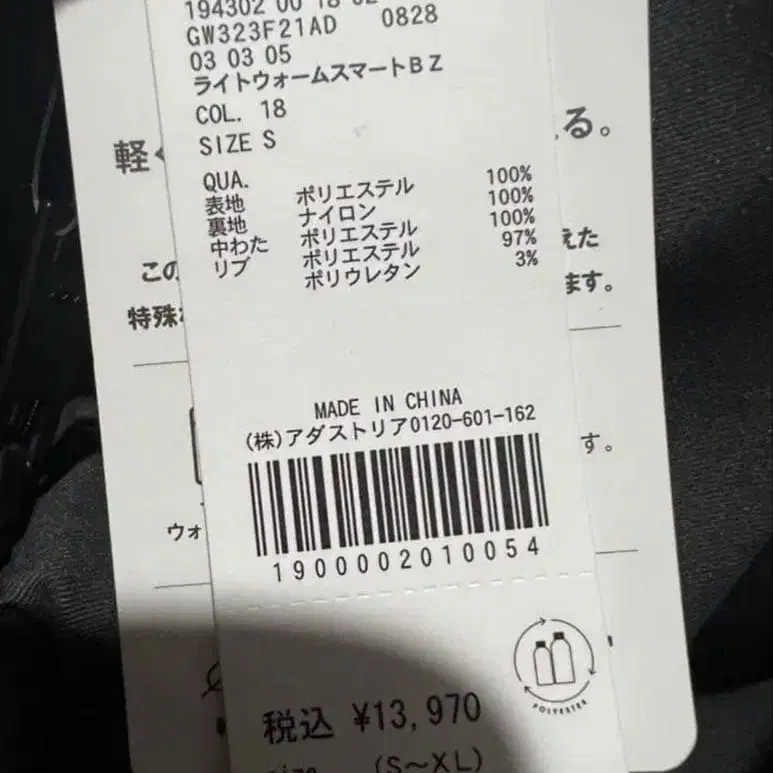 194302 00 18 02
GW323F21AD 0828
03 03 05
ライトウォームスマートBZ
COL. 18
SIZE S
QUA.
表地 ポリエステル 100%
裏地 ナイロン 100%
中わた ポリエステル 100%
リブ ポリエステル 97%
ポリウレタン 3%
MADE IN CHINA
(株)アダストリア0120-601-162
1900002010054
POLYESTER
税込 ¥13,970
size (S~XL)
軽く
る。
この
えた
特殊
ます。
す。
ウォ